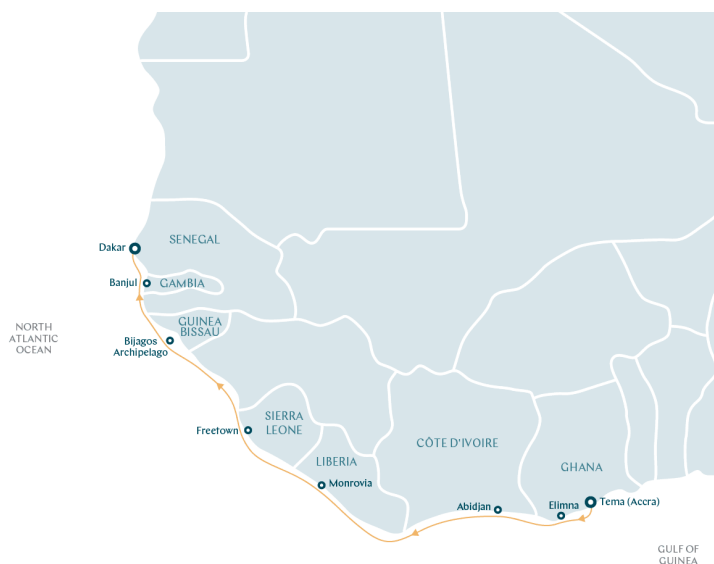 SENEGAL
Dakar
Banjul
GAMBIA
GUINEA
BISSAU
NORTH
ATLANTIC
OCEAN
Bijagos
Archipelago
SIERRA
LEONE
Freetown
CÔTE D'IVOIRE
LIBERIA
GHANA
Monrovia
Abidjan
Elimna
Tema (Accra)
GULF OF
GUINEA